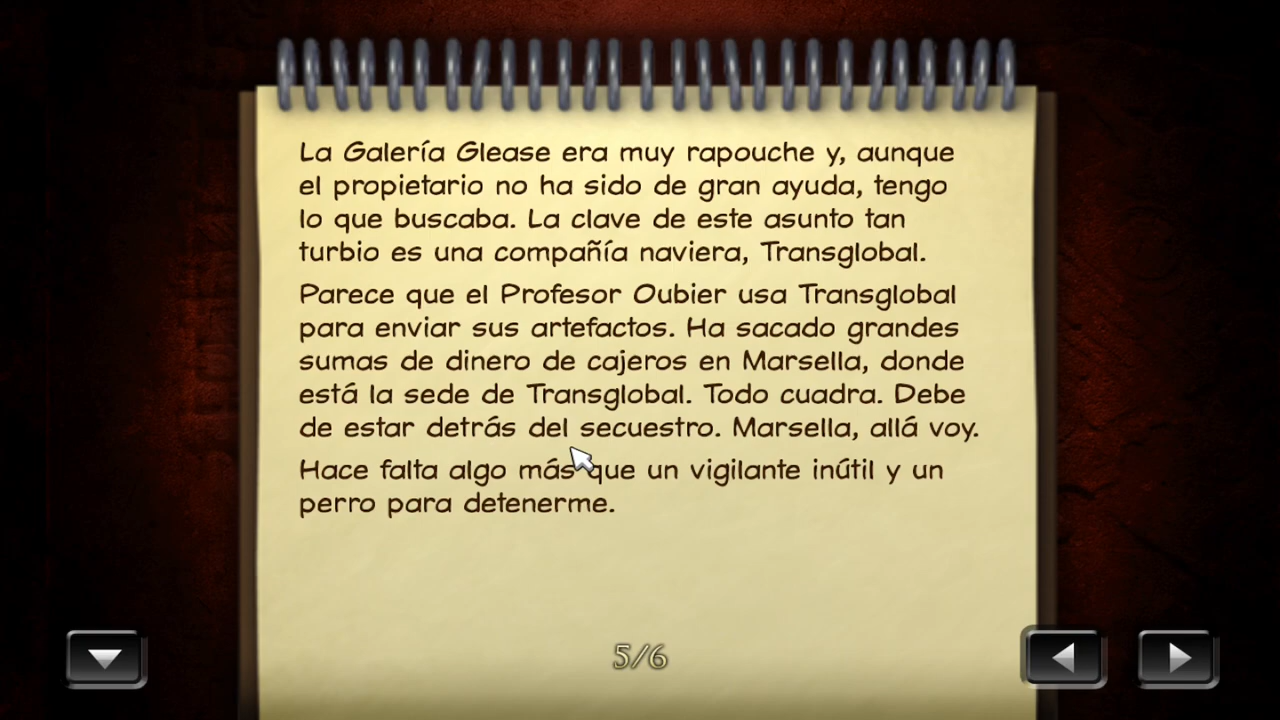 La Galería Glease era muy rapouche y, aunque
el propietario no ha sido de gran ayuda, tengo
lo que buscaba. La clave de este asunto tan
turbio es una compañía naviera, Transglobal.
Parece que el Profesor Oubier usa Transglobal
para enviar sus artefactos. Ha sacado grandes
sumas de dinero de cajeros en Marsella, donde
está la sede de Transglobal. Todo cuadra. Debe
de estar detrás del secuestro. Marsella, allá voy.
Hace falta algo más que un vigilante inútil y un
perro para detenerme.
5/6